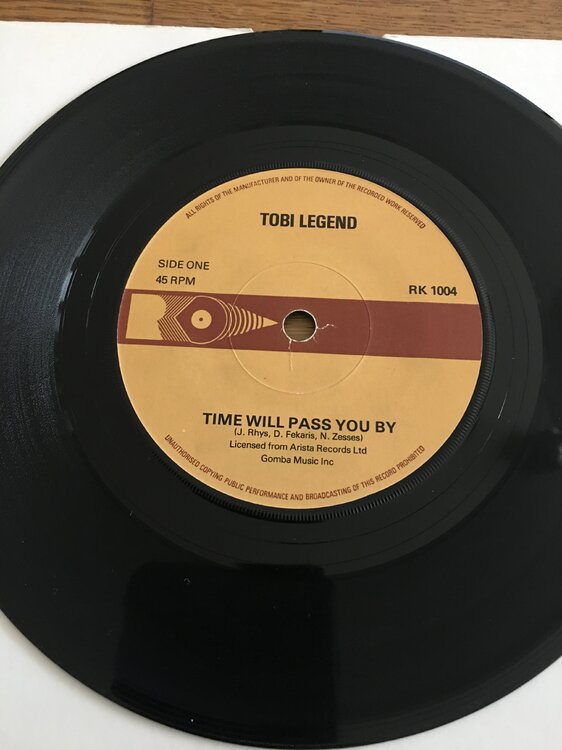 ALL RIGHTS OF THE MANUFACTURER AND OF THE OWNER OF THE RECORDED WORK RESERVED
TOBI LEGEND
SIDE ONE
45 RPM
RK 1004
TIME WILL PASS YOU BY
(J. Rhys, D. Fekaris, N. Zesses)
Licensed from Arista Records Ltd
Gomba Music Inc
UNAUTHORISED COPYING PUBLIC PERFORMANCE AND BROADCASTING OF THIS RECORD PROHIBITED